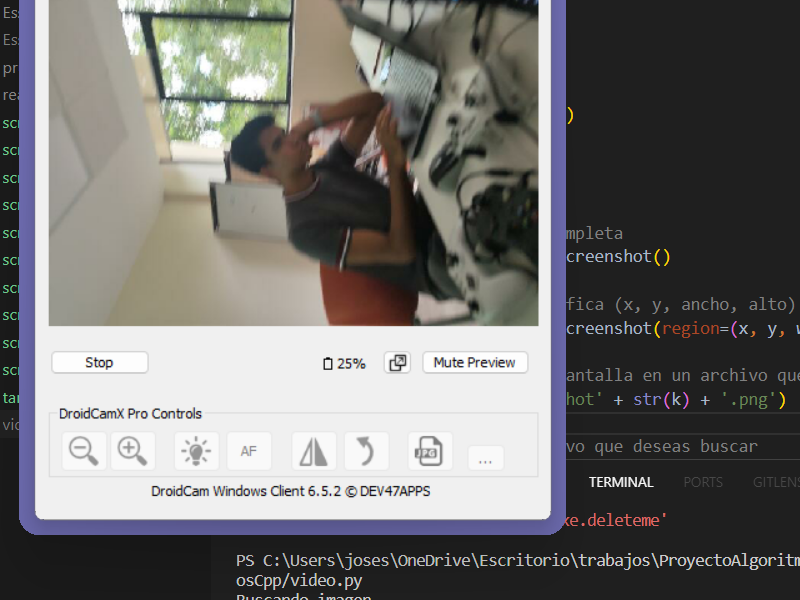 Es
Es
pr
rea
scr
scr
scr
scr
scr
scr
scr
scr
scr
scr
tar
vid
)
mpleta
creenshot()
fica (x, y, ancho, alto)
creenshot(region=(x, y, w
antalla en un archivo que
hot' + str(k) + '.png')
vo que deseas buscar
Stop
25%
Mute Preview
DroidCamX Pro Controls
AF
JPG
...
DroidCam Windows Client 6.5.2 © DEV47APPS
TERMINAL
PORTS
GITLENS
xe.deleteme'
PS C:\Users\joses\OneDrive\Escritorio\trabajos\ProyectoAlgoritm
osCpp/video.py
Buscando imagen